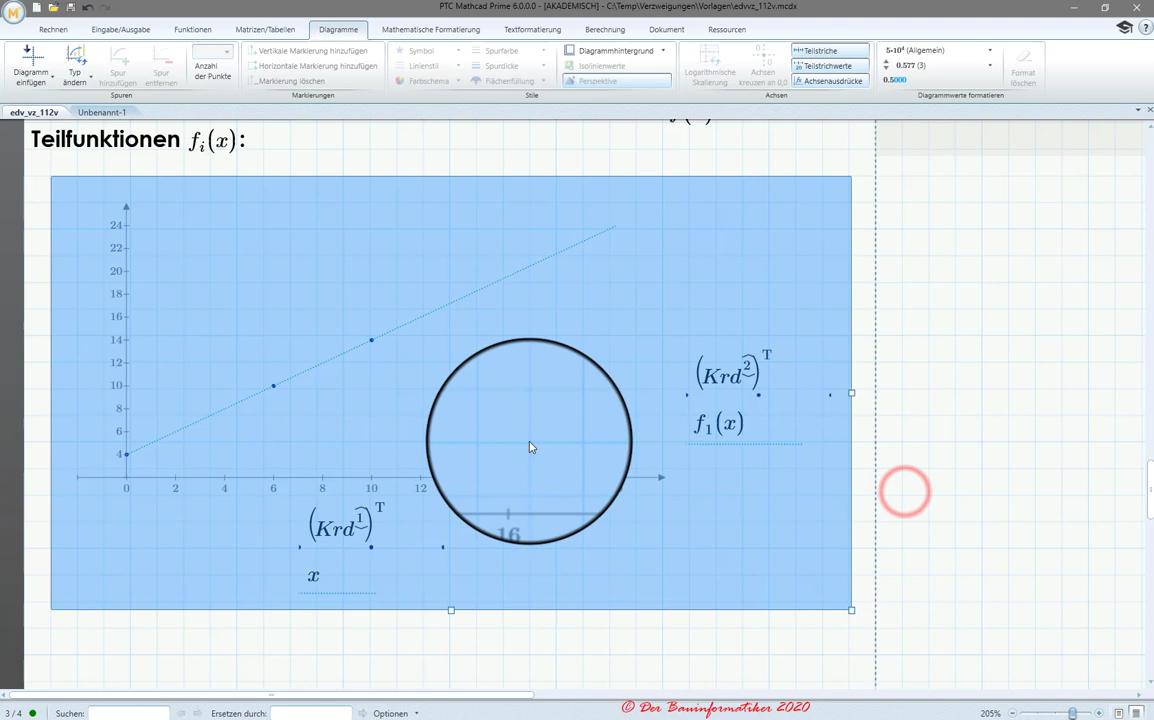 PTC Mathcad Prime 6.0.0.0 - [AKADEMISCH] - C:\Temp\Verzweigungen\Vorlagen\edvvz_112v.mcdx
Rechnen Eingabe/Ausgabe Funktionen Matrizen/Tabellen Diagramme Mathematische Formatierung Textformatierung Berechnung Dokument Ressourcen
Diagramm einfügen
Typ ändern
Spur hinzufügen
Spur entfernen
Anzahl der Punkte
Spuren
Vertikale Markierung hinzufügen
Horizontale Markierung hinzufügen
Markierung löschen
Markierungen
Symbol
Linienstil
Farbschema
Spurfarbe
Spurdicke
Flächenfüllung
Diagrammhintergrund
Isolinienwerte
Perspektive
Stile
Logarithmische Skalierung
Achsen kreuzen an 0,0
Teilstriche
Teilstrichwerte
Achsenausdrücke
Achsen
5·10⁴ (Allgemein)
0.577 (3)
0.5000
Format löschen
Diagrammwerte formatieren
edv_vz_112v Unbenannt-1
Teilfunktionen fᵢ(x):
24
22
20
18
16
14
12
10
8
6
4
0 2 4 6 8 10 12
16
(Krd^2)^T
f₁(x)
(Krd^1)^T
x
3 / 4 Suchen: Ersetzen durch: Optionen 205%
© Der Bauinformatiker 2020